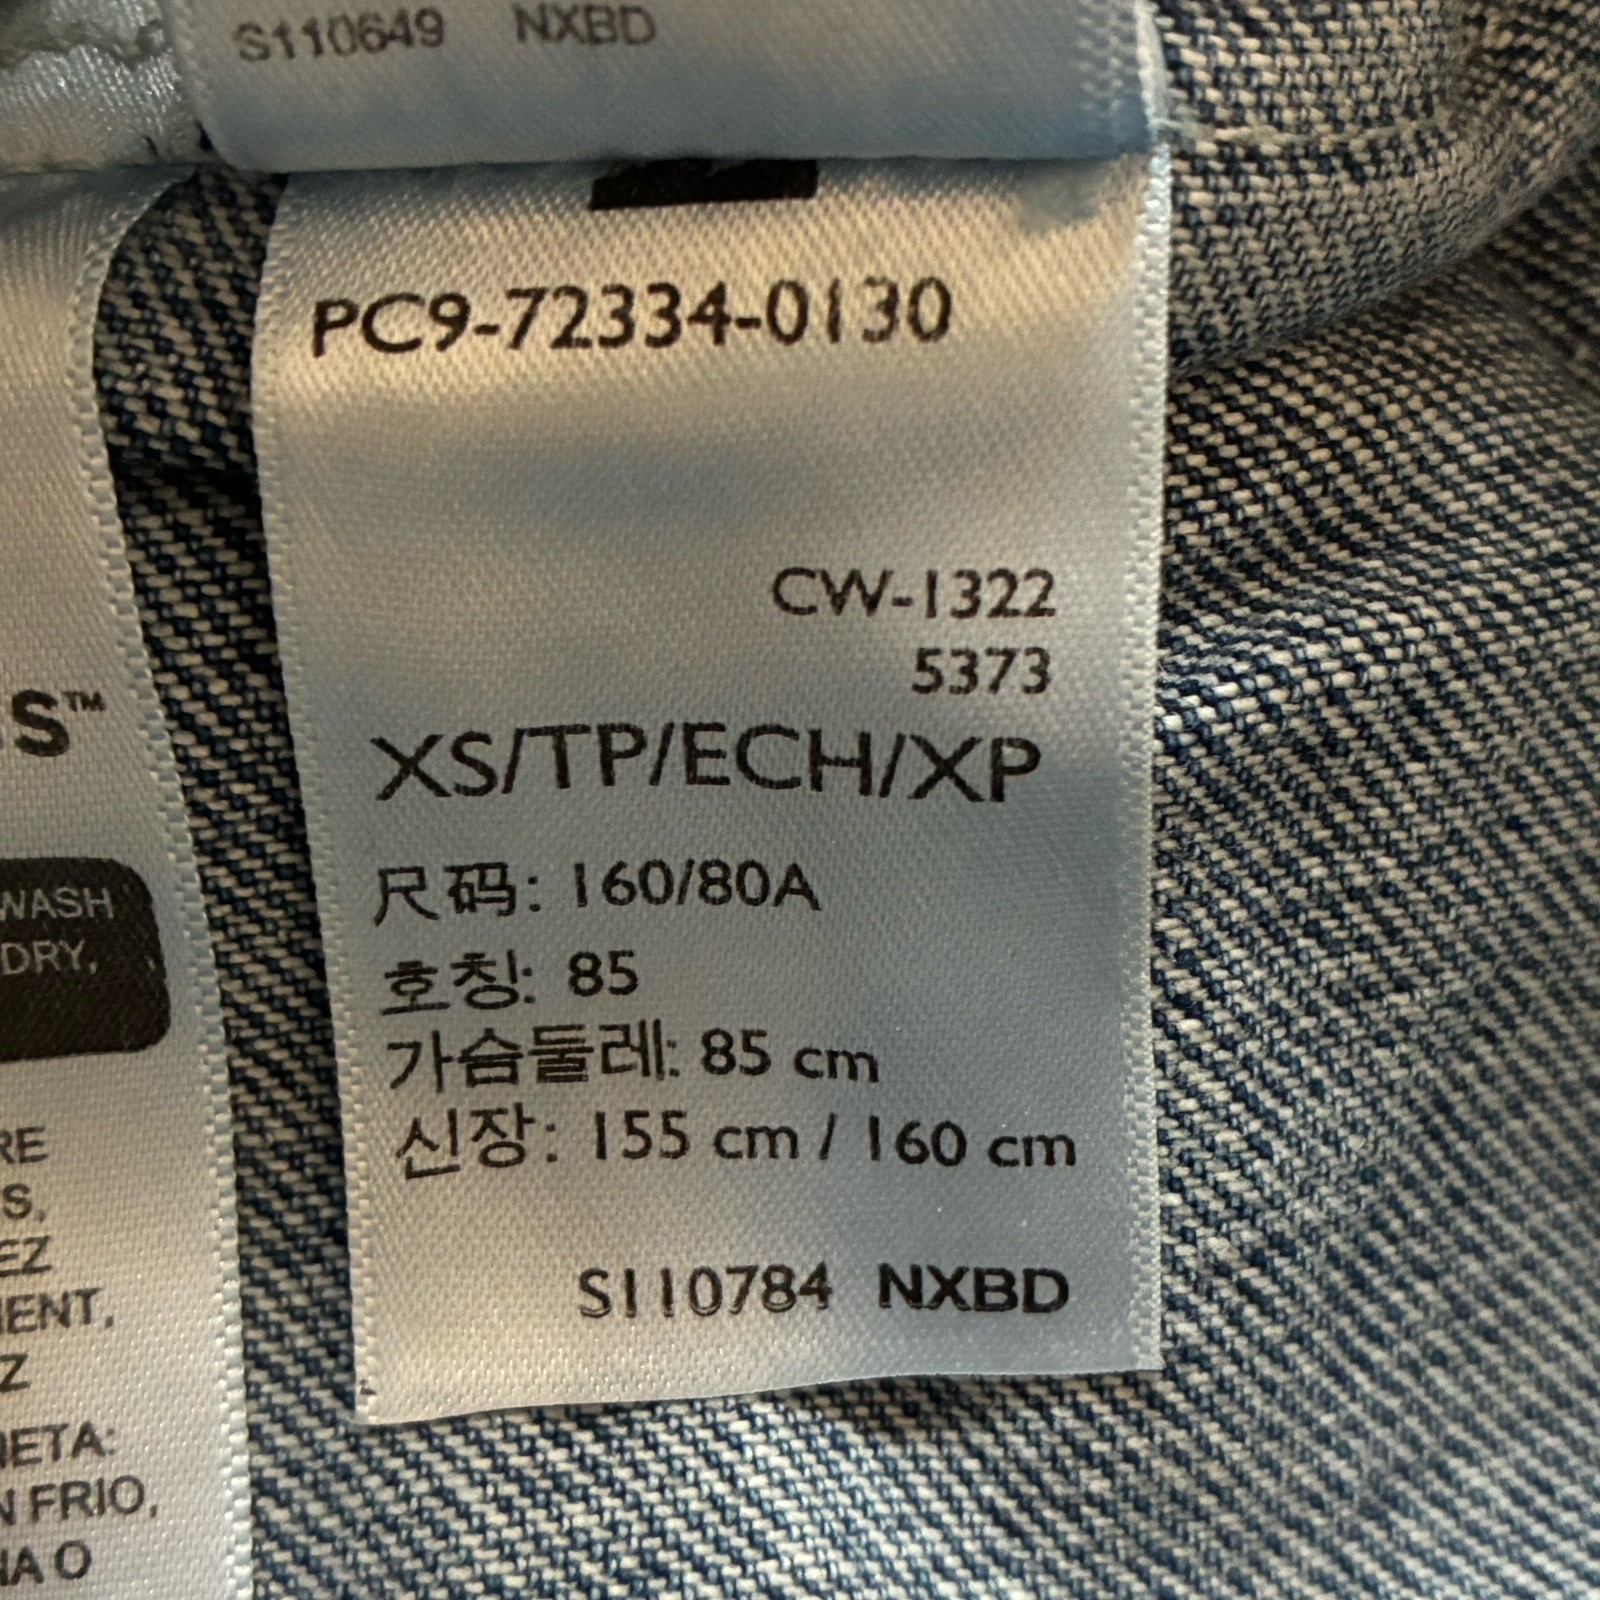 S110649 NXBD
PC9-72334-0130
CW-1322
5373
XS/TP/ECH/XP
尺码: 160/80A
호칭: 85
가슴둘레: 85 cm
신장: 155 cm / 160 cm
S110784 NXBD
S™
WASH
DRY,
RE
S,
EZ
MENT,
Z
ETA:
N FRIO,
NA O